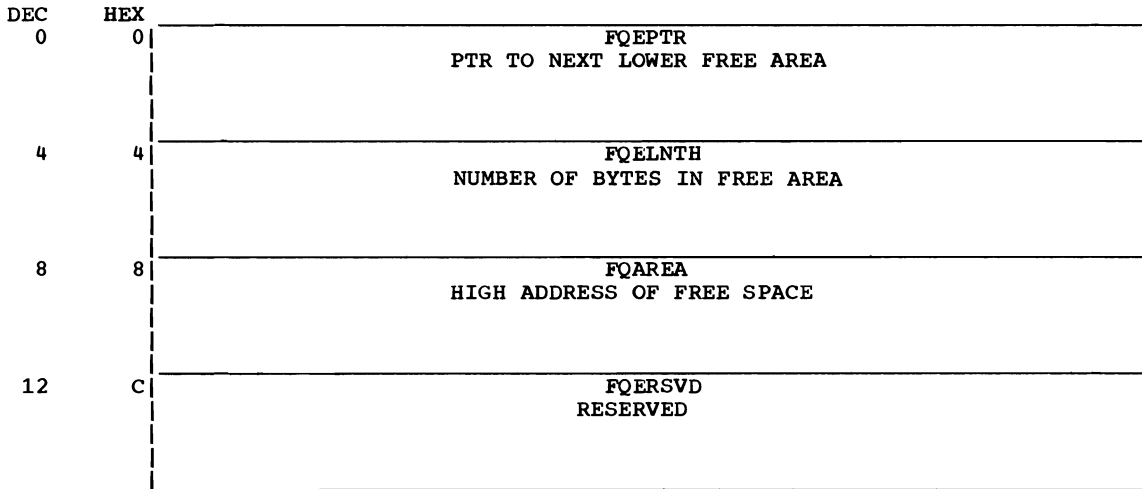 DEC HEX
0 0 FQEPTR
PTR TO NEXT LOWER FREE AREA
4 4 FQELNTH
NUMBER OF BYTES IN FREE AREA
8 8 FQAREA
HIGH ADDRESS OF FREE SPACE
12 C FQERSVD
RESERVED